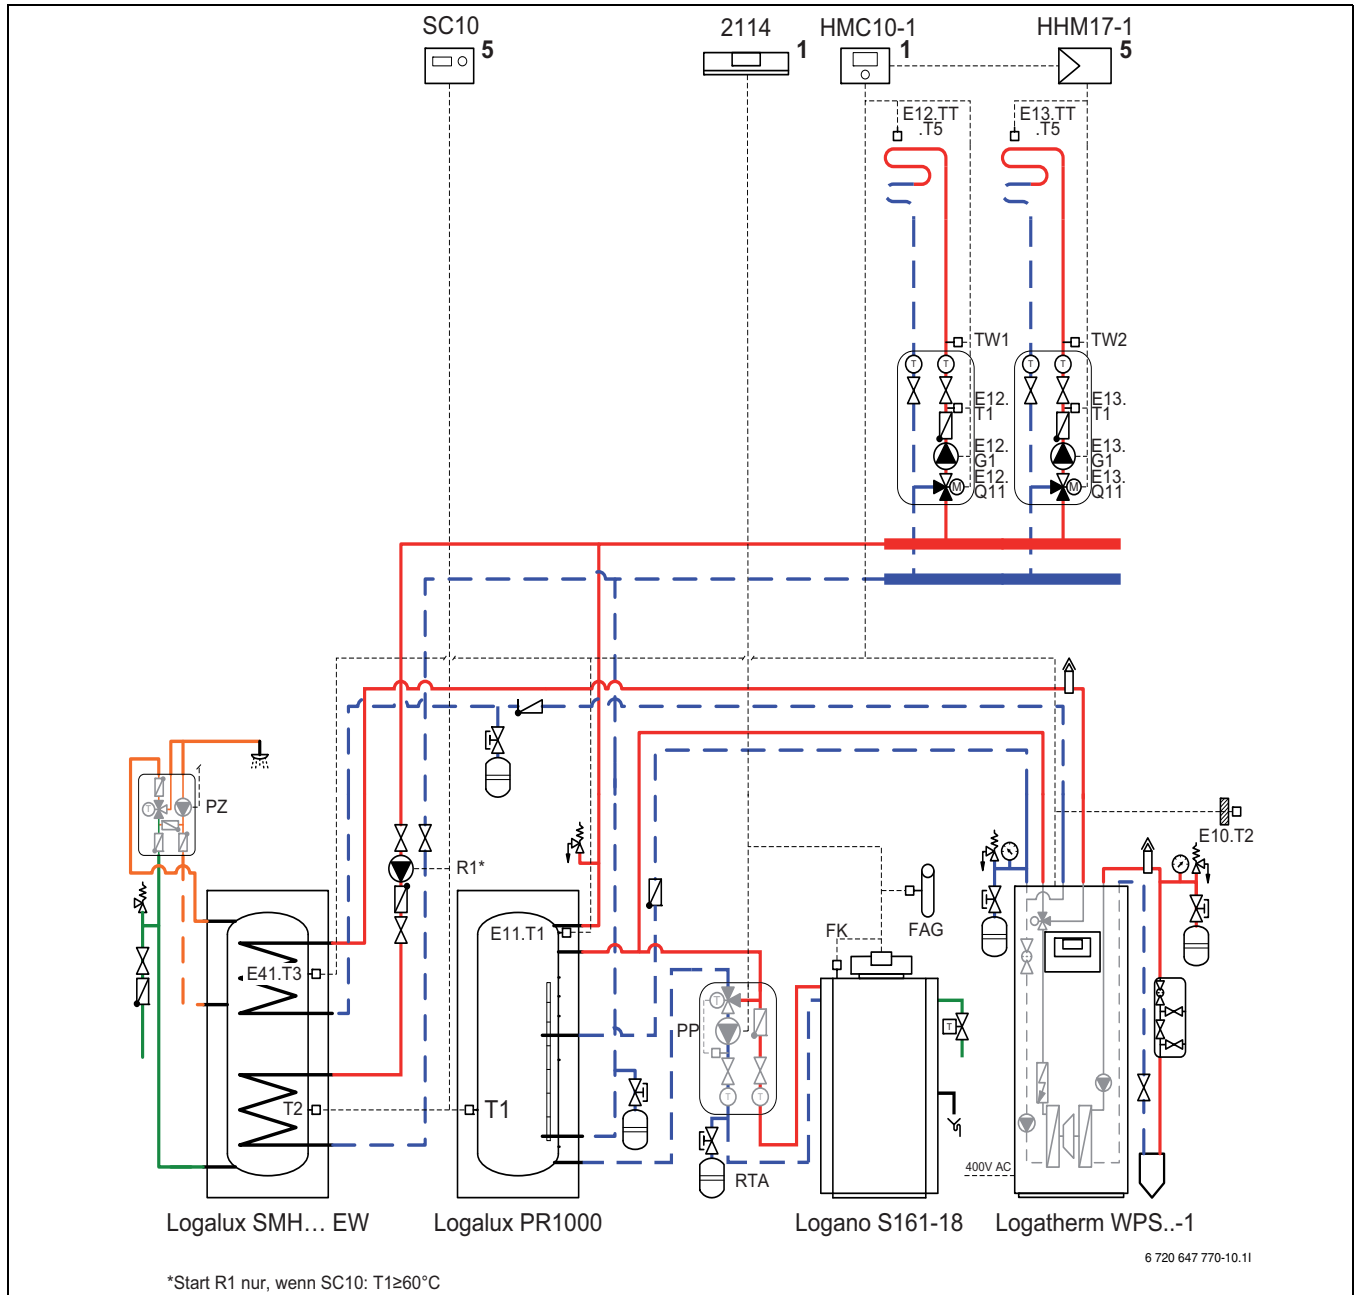 SC10
5
2114
1
HMC10-1
1
HHM17-1
5
E12.TT
.T5
E13.TT
.T5
TW1
TW2
T
T
T
T
E12.
T1
E13.
T1
E12.
G1
E13.
G1
E12.
Q11
E13.
Q11
M
M
PZ
T
R1*
E10.T2
E11.T1
FK
FAG
E41.T3
T
PP
T
T2
T1
T
T
RTA
400V AC
Logalux SMH... EW
Logalux PR1000
Logano S161-18
Logatherm WPS..-1
6 720 647 770-10.1I
*Start R1 nur, wenn SC10: T1≥60°C